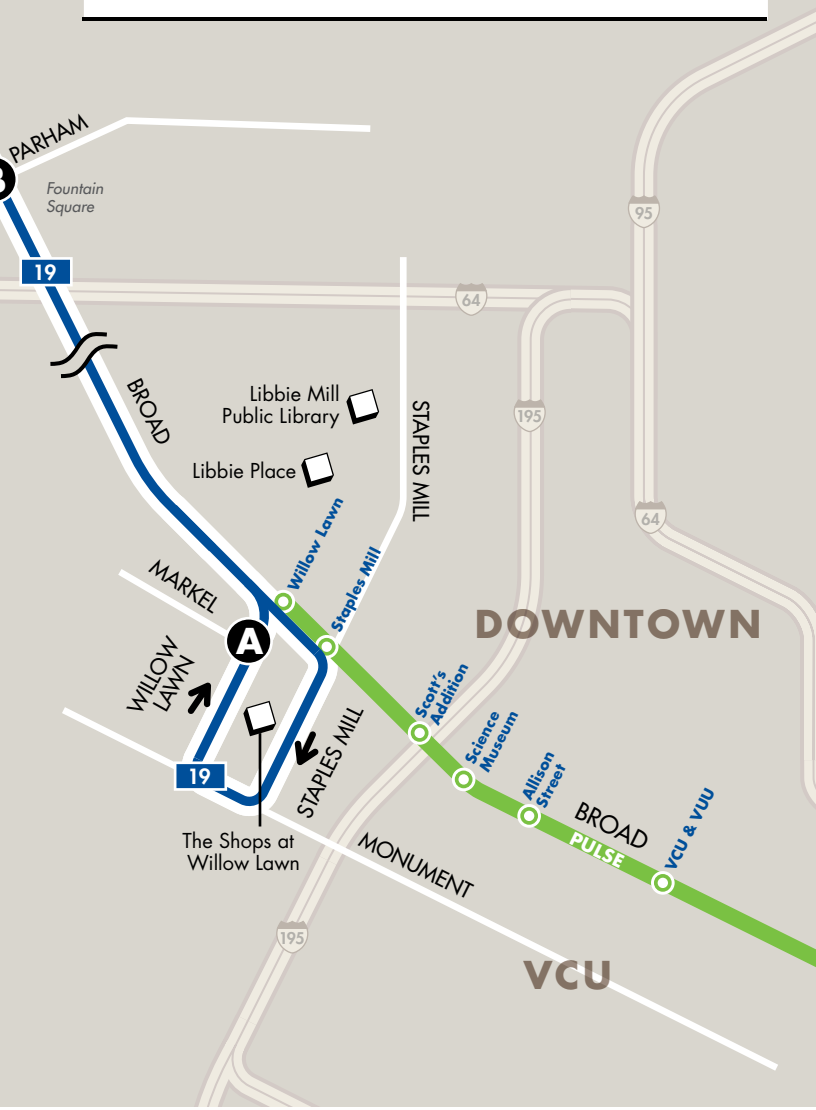 PARHAM
B
Fountain
Square
95
19
64
BROAD
Libbie Mill
Public Library
STAPLES MILL
195
Libbie Place
Willow Lawn
64
Staples Mill
MARKEL
DOWNTOWN
A
WILLOW
LAWN
Scott's
Addition
Science
Museum
STAPLES MILL
Allison
Street
19
BROAD
PULSE
VCU & VUU
The Shops at
Willow Lawn
MONUMENT
195
VCU